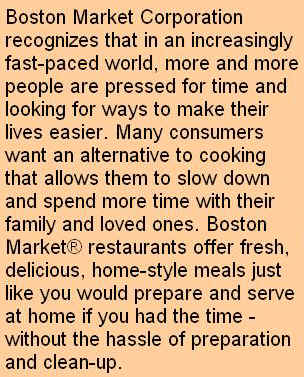 Boston Market Corporation
recognizes that in an increasingly
fast-paced world, more and more
people are pressed for time and
looking for ways to make their
lives easier. Many consumers
want an alternative to cooking
that allows them to slow down
and spend more time with their
family and loved ones. Boston
Market® restaurants offer fresh,
delicious, home-style meals just
like you would prepare and serve
at home if you had the time -
without the hassle of preparation
and clean-up.